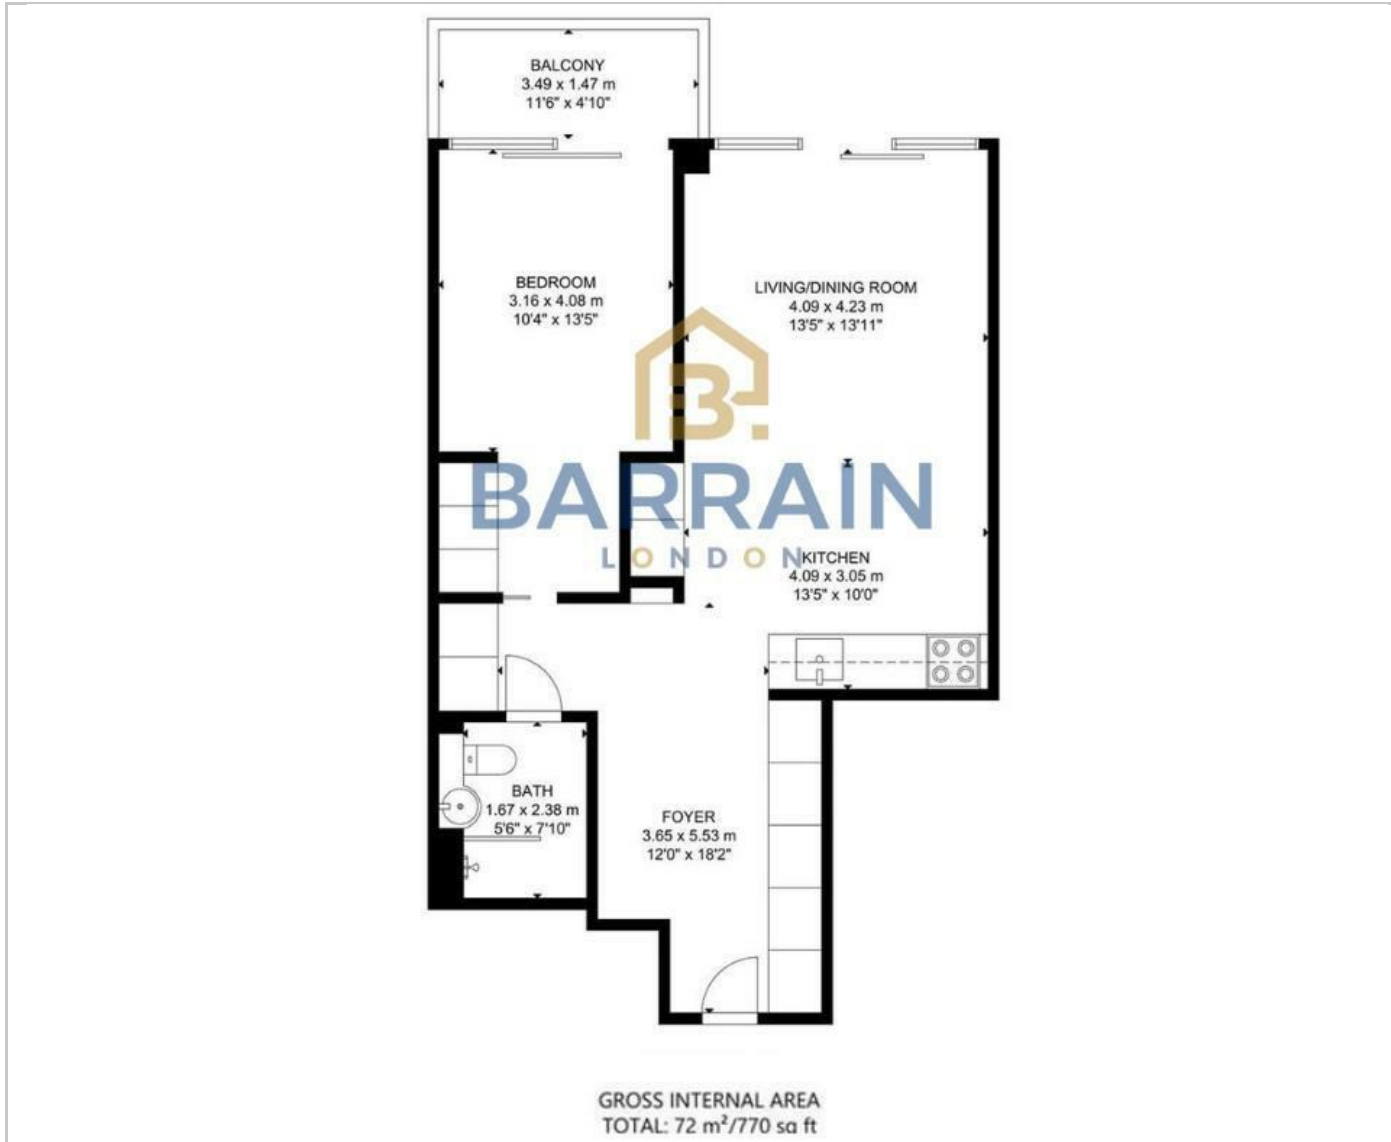 BALCONY
3.49 x 1.47 m
11'6" x 4'10"
BEDROOM
3.16 x 4.08 m
10'4" x 13'5"
LIVING/DINING ROOM
4.09 x 4.23 m
13'5" x 13'11"
B.
BARRAIN
LONDON
KITCHEN
4.09 x 3.05 m
13'5" x 10'0"
BATH
1.67 x 2.38 m
5'6" x 7'10"
FOYER
3.65 x 5.53 m
12'0" x 18'2"
GROSS INTERNAL AREA
TOTAL: 72 m²/770 sq ft